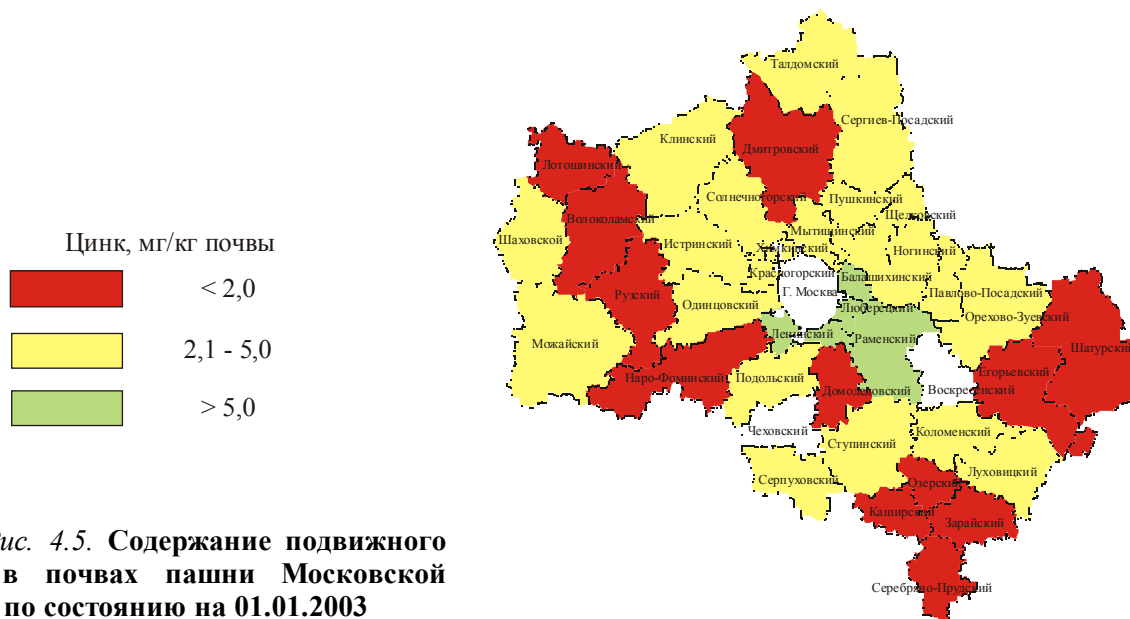 Талдомский
Сергиев-Посадский
Клинский
Дмитровский
Лотошинский
Солнечногорский
Пушкинский
Щелковский
Волоколамский
Мытищинский
Шаховской
Истринский
Химкинский
Ногинский
Цинк, мг/кг почвы
Красногорский
Балашихинский
< 2,0
Рузский
Г. Москва
Павлово-Посадский
Одинцовский
Люберецкий
Орехово-Зуевский
2,1 - 5,0
Можайский
Ленинский
Раменский
Шатурский
Наро-Фоминский
Подольский
Егорьевский
> 5,0
Домодедовский
Воскресенский
Чеховский
Ступинский
Коломенский
Серпуховский
Луховицкий
Озерский
Каширский
Зарайский
Серебряно-Прудский
ис. 4.5. Содержание подвижного
в почвах пашни Московской
по состоянию на 01.01.2003